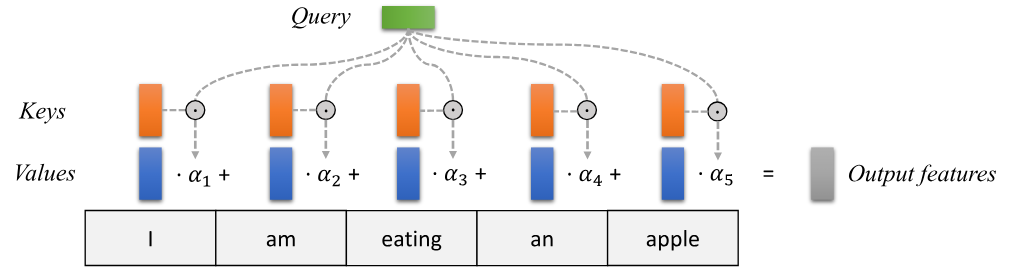 Query
Keys
Values · α₁ + · α₂ + · α₃ + · α₄ + · α₅ = Output features
I am eating an apple